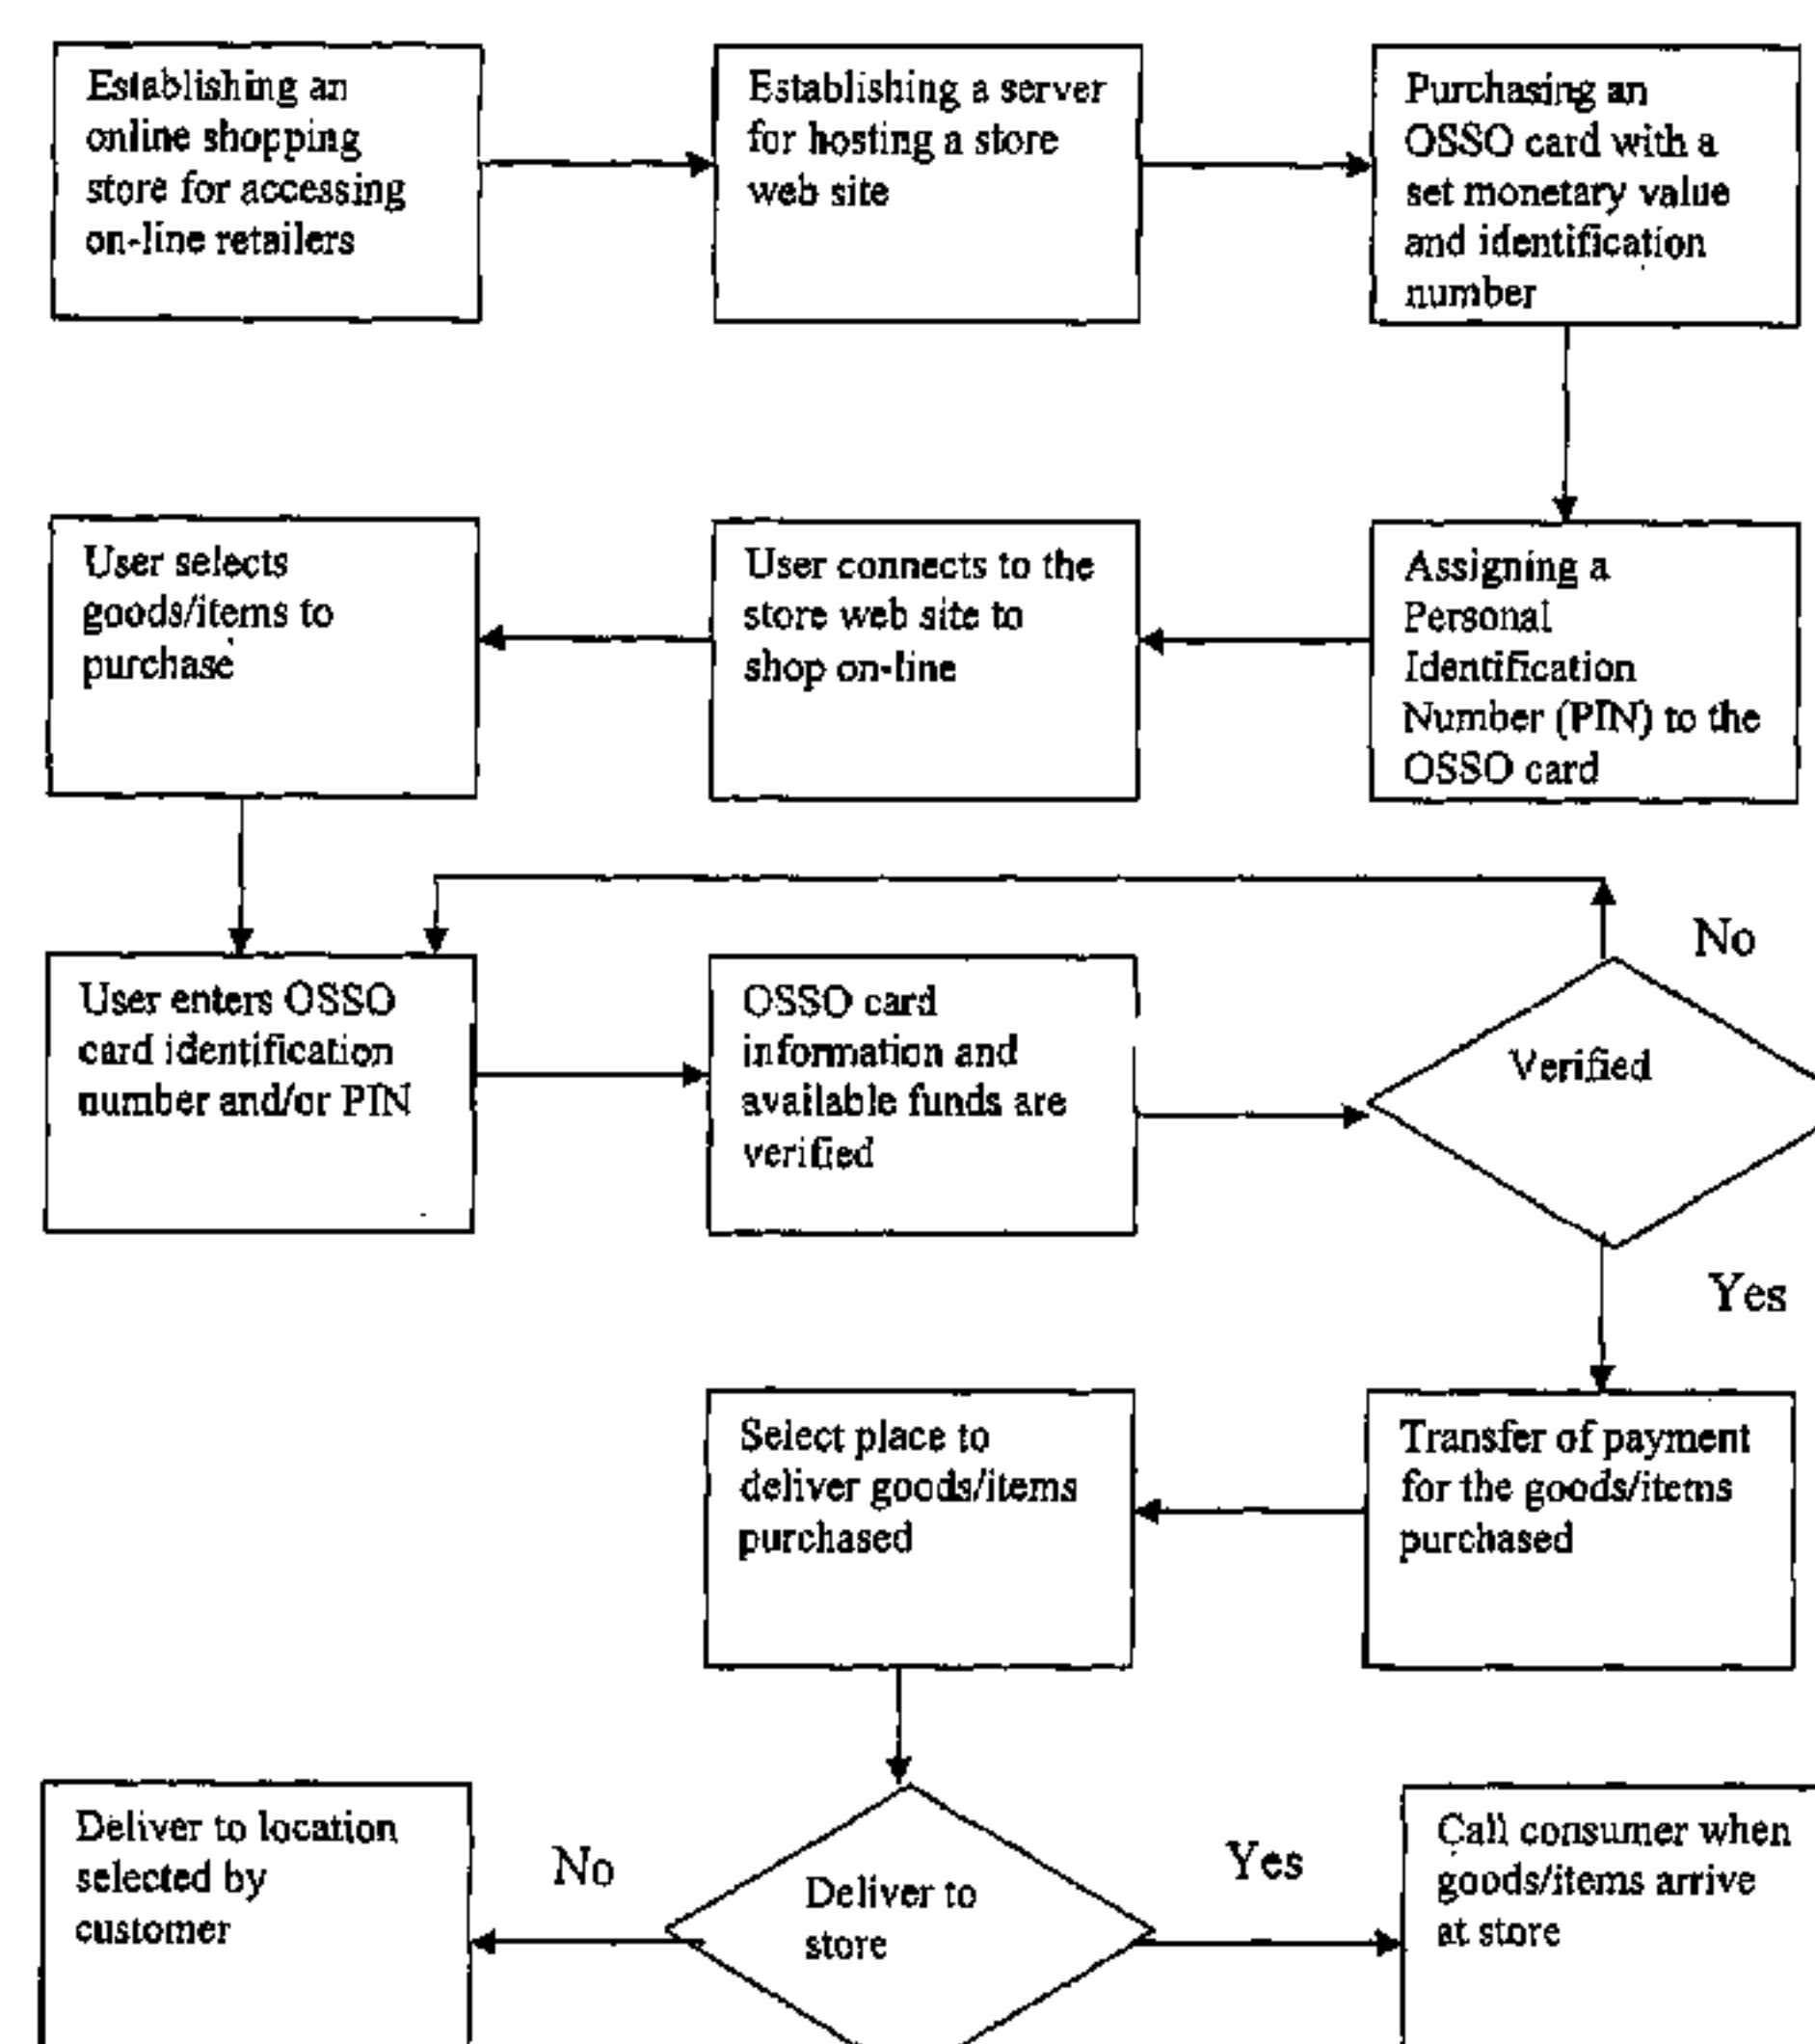 Establishing an
online shopping
store for accessing
on-line retailers
Establishing a server
for hosting a store
web site
Purchasing an
OSSO card with a
set monetary value
and identification
number
User selects
goods/items to
purchase
User connects to the
store web site to
shop on-line
Assigning a
Personal
Identification
Number (PIN) to the
OSSO card
No
User enters OSSO
card identification
number and/or PIN
OSSO card
information and
available funds are
verified
Verified
Yes
Select place to
deliver goods/items
purchased
Transfer of payment
for the goods/items
purchased
Deliver to location
selected by
customer
No
Deliver to
store
Yes
Call consumer when
goods/items arrive
at store